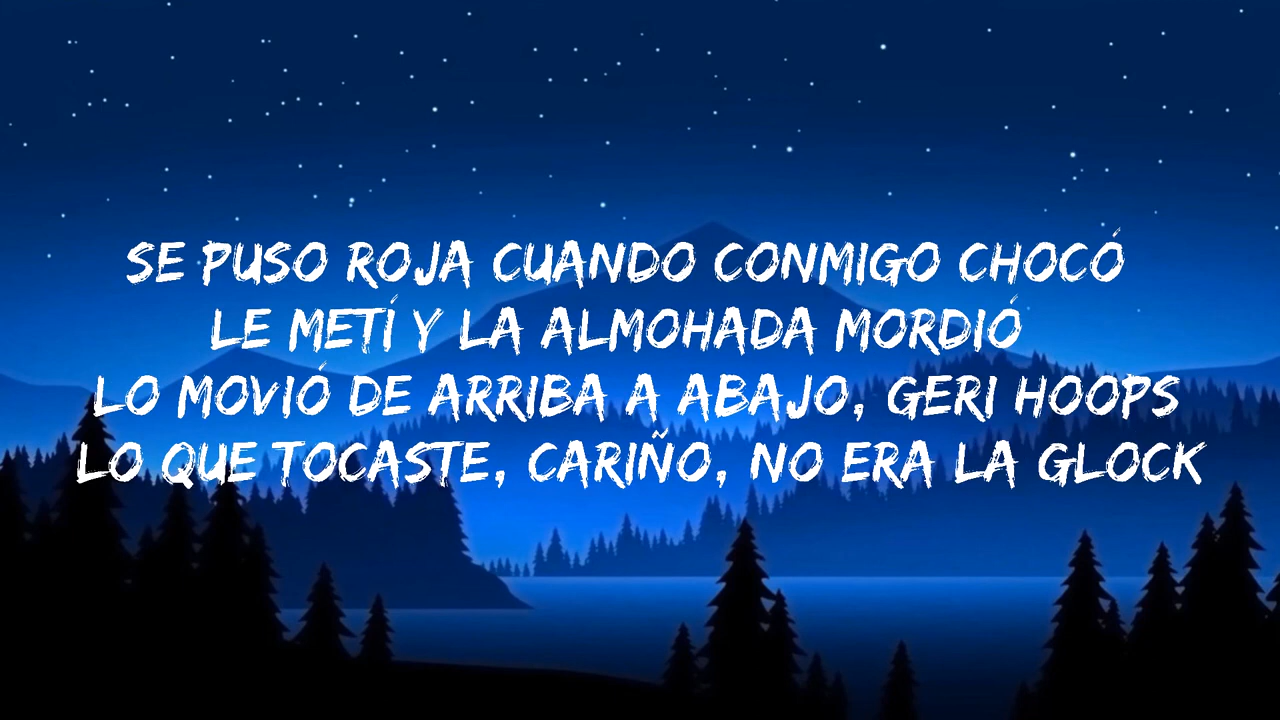 SE PUSO ROJA CUANDO CONMIGO CHOCÓ
LE METÍ Y LA ALMOHADA MORDIÓ
LO MOVIÓ DE ARRIBA A ABAJO, GERI HOOPS
LO QUE TOCASTE, CARIÑO, NO ERA LA GLOCK